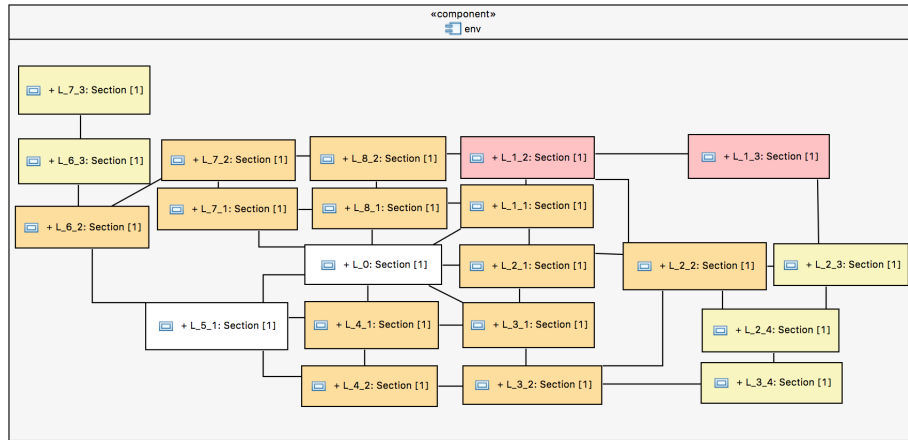 «component»
env
+ L_7_3: Section [1]
+ L_6_3: Section [1]
+ L_7_2: Section [1]
+ L_8_2: Section [1]
+ L_1_2: Section [1]
+ L_1_3: Section [1]
+ L_6_2: Section [1]
+ L_7_1: Section [1]
+ L_8_1: Section [1]
+ L_1_1: Section [1]
+ L_0: Section [1]
+ L_2_1: Section [1]
+ L_2_2: Section [1]
+ L_2_3: Section [1]
+ L_5_1: Section [1]
+ L_4_1: Section [1]
+ L_3_1: Section [1]
+ L_2_4: Section [1]
+ L_4_2: Section [1]
+ L_3_2: Section [1]
+ L_3_4: Section [1]